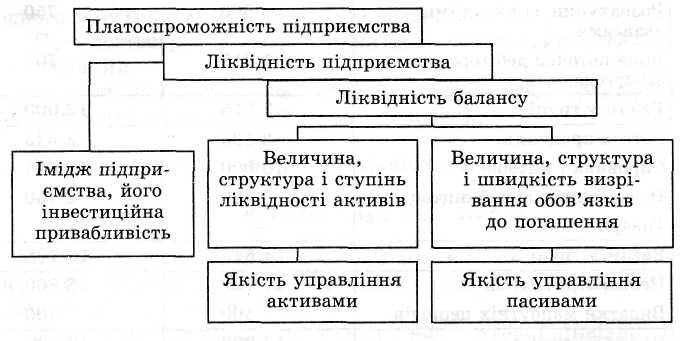 Платоспроможність підприємства
Ліквідність підприємства
Ліквідність балансу
Імідж підпри-
ємства, його
інвестиційна
привабливість
Величина,
структура і ступінь
ліквідності активів
Величина, структура
і швидкість визрі-
вання обов’язків
до погашення
Якість управління
активами
Якість управління
пасивами